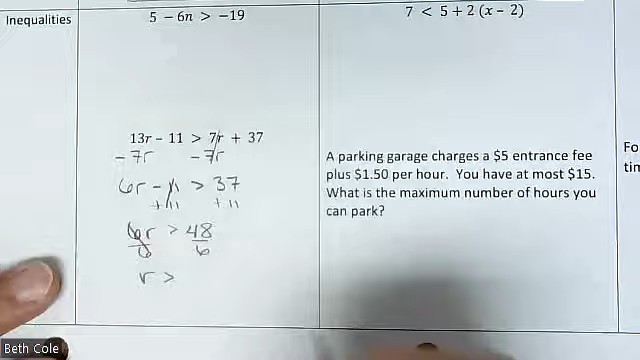 Inequalities
5 − 6n > −19
7 < 5 + 2 (x − 2)
13r − 11 > 7r + 37
−7r −7r
6r − 11 > 37
+11 +11
6r > 48
6 6
r >
A parking garage charges a $5 entrance fee
plus $1.50 per hour. You have at most $15.
What is the maximum number of hours you
can park?
Fo
tim
Beth Cole